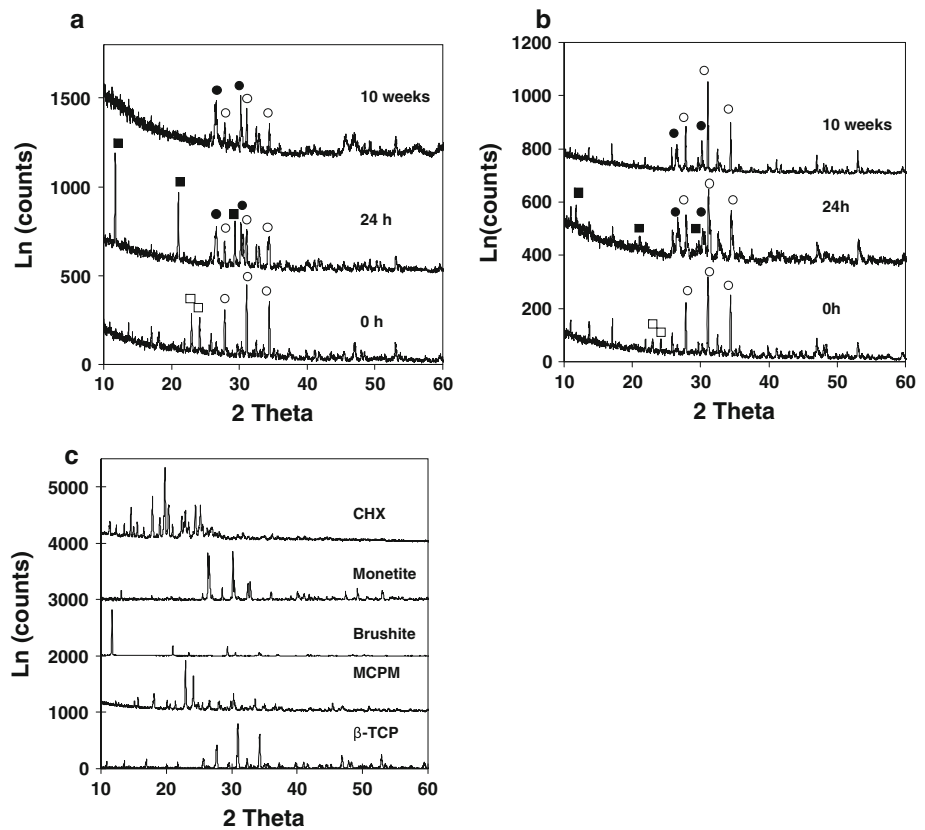 a
Ln (counts)
1500
1000
500
0
10 weeks
24 h
0 h
10 20 30 40 50 60
2 Theta
b
Ln(counts)
1200
1000
800
600
400
200
0
10 weeks
24h
0h
10 20 30 40 50 60
2 Theta
c
Ln (counts)
5000
4000
3000
2000
1000
0
CHX
Monetite
Brushite
MCPM
β-TCP
10 20 30 40 50 60
2 Theta